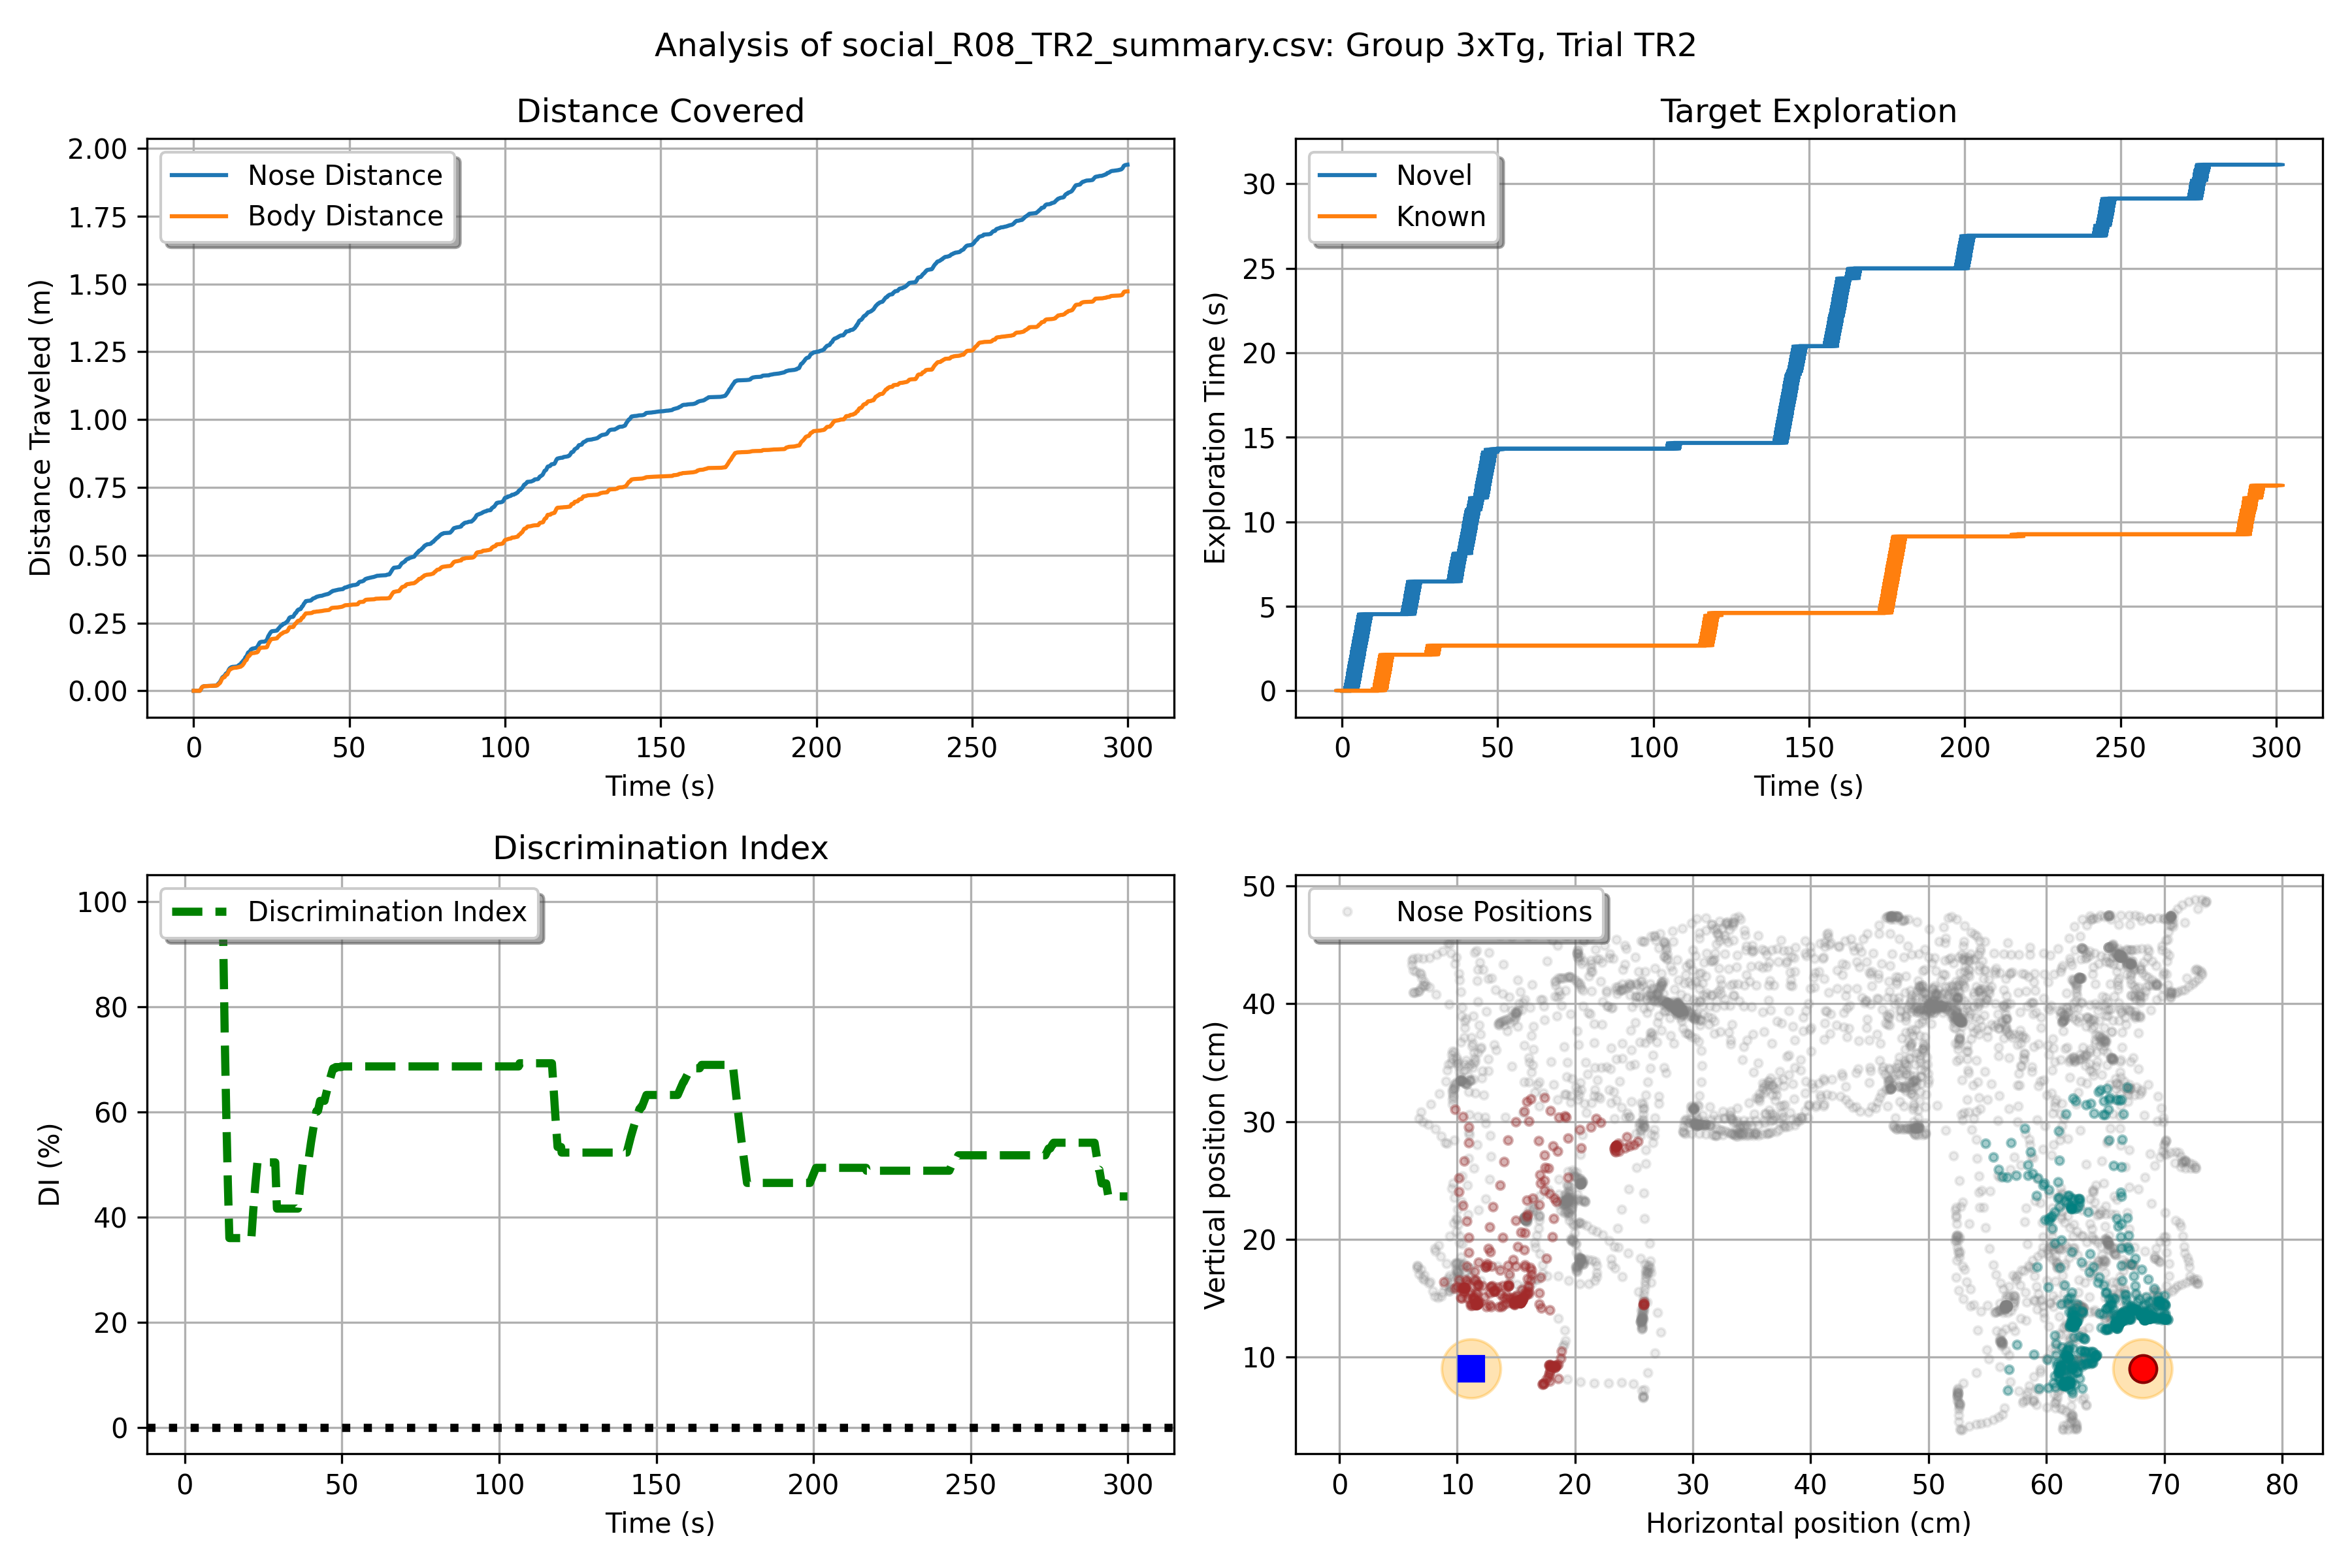 Analysis of social_R08_TR2_summary.csv: Group 3xTg, Trial TR2
Distance Covered
Nose Distance
Body Distance
Distance Traveled (m)
2.00
1.75
1.50
1.25
1.00
0.75
0.50
0.25
0.00
0 50 100 150 200 250 300
Time (s)
Target Exploration
Novel
Known
Exploration Time (s)
30
25
20
15
10
5
0
0 50 100 150 200 250 300
Time (s)
Discrimination Index
Discrimination Index
DI (%)
100
80
60
40
20
0
0 50 100 150 200 250 300
Time (s)
Nose Positions
Vertical position (cm)
50
40
30
20
10
0 10 20 30 40 50 60 70 80
Horizontal position (cm)